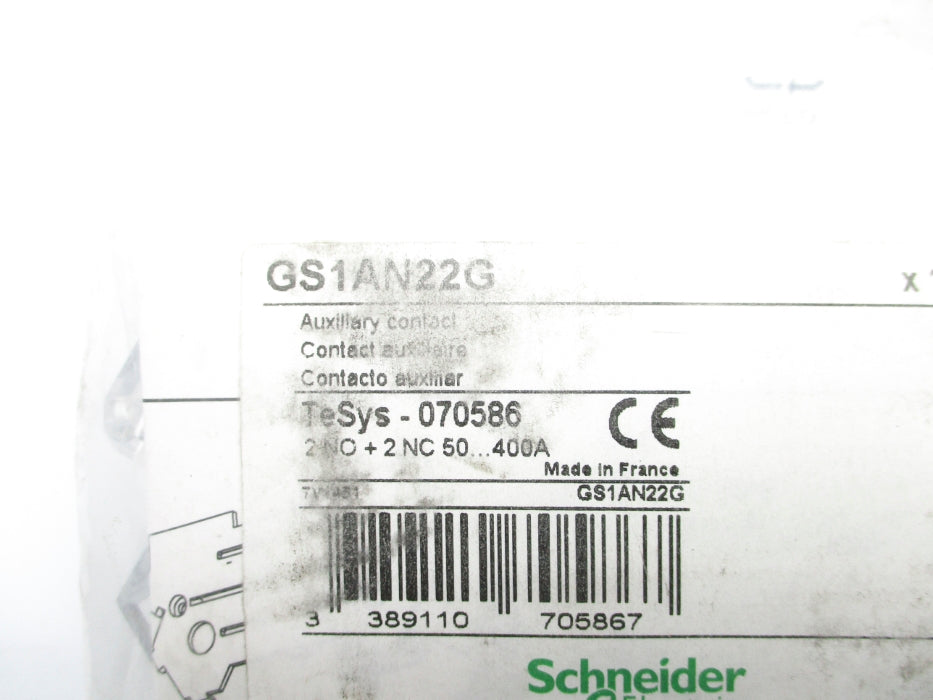 GS1AN22G x
Auxiliary contact
Contact auxiliaire
Contacto auxiliar
TeSys - 070586
2 NO + 2 NC 50...400A
CE
Made in France
GS1AN22G
3 389110 705867
Schneider